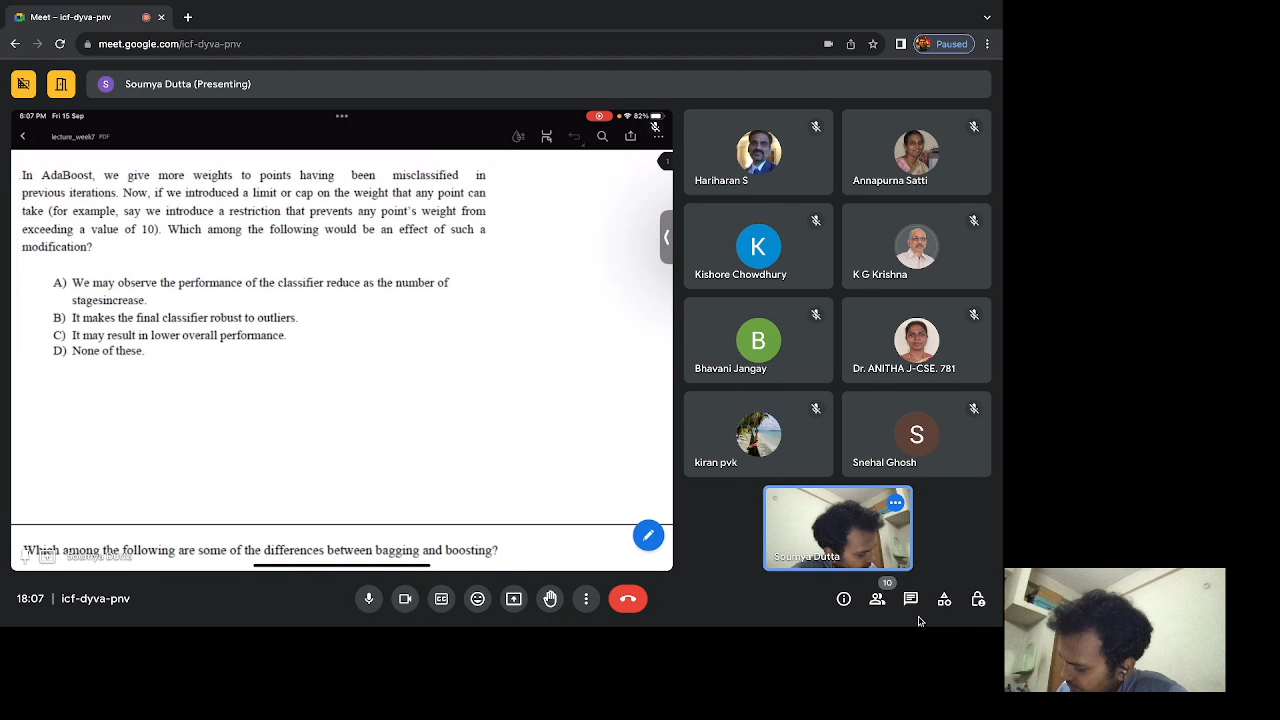 Meet – icf-dyva-pnv
meet.google.com/icf-dyva-pnv
Paused
S
Soumya Dutta (Presenting)
6:07 PM Fri 15 Sep
82%
lecture_week7 PDF
1
In AdaBoost, we give more weights to points having been misclassified in
previous iterations. Now, if we introduced a limit or cap on the weight that any point can
take (for example, say we introduce a restriction that prevents any point's weight from
exceeding a value of 10). Which among the following would be an effect of such a
modification?
A) We may observe the performance of the classifier reduce as the number of
stagesincrease.
B) It makes the final classifier robust to outliers.
C) It may result in lower overall performance.
D) None of these.
Which among the following are some of the differences between bagging and boosting?
Soumya Dutta
Hariharan S
Annapurna Satti
K
Kishore Chowdhury
K G Krishna
B
Bhavani Jangay
Dr. ANITHA J-CSE. 781
kiran pvk
S
Snehal Ghosh
Soumya Dutta
18:07 | icf-dyva-pnv
10